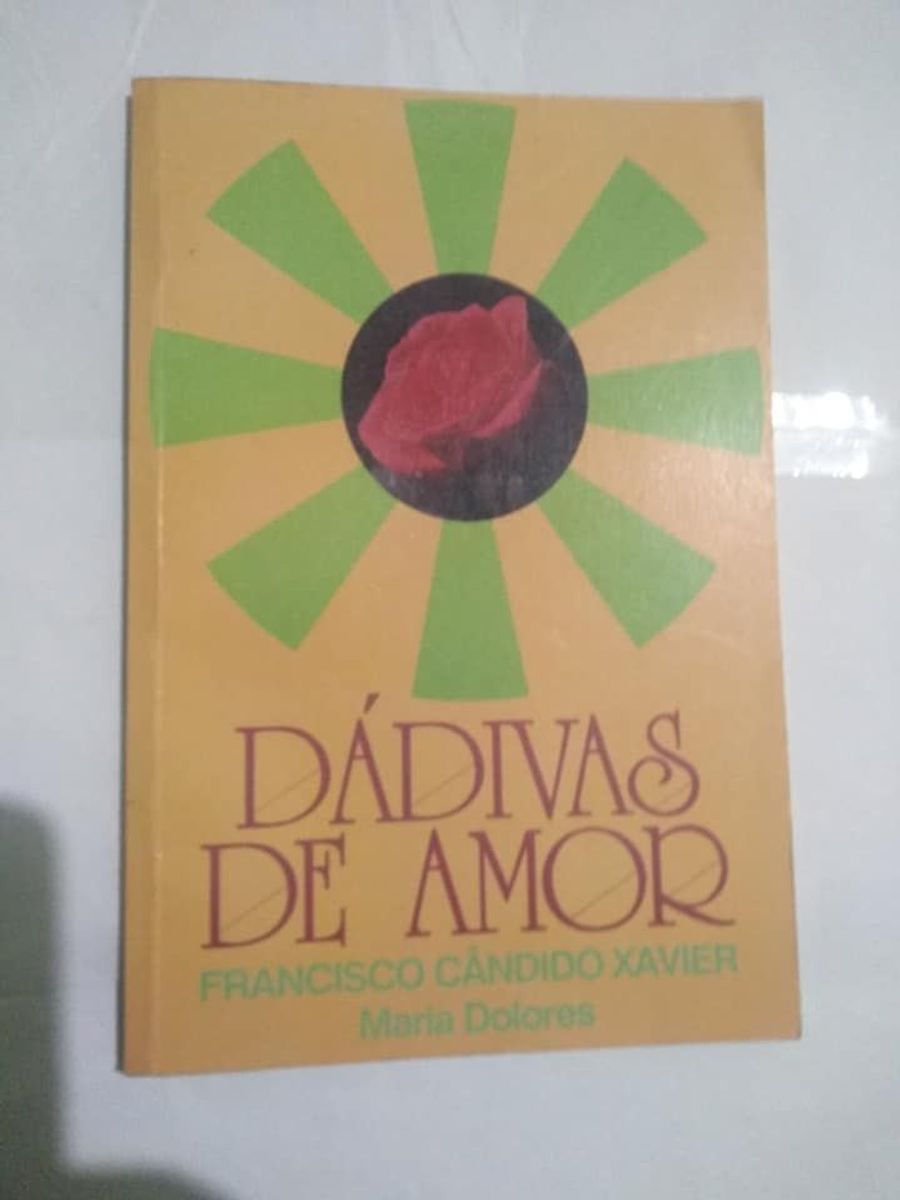 DÁDIVAS
DE AMOR
FRANCISCO CÂNDIDO XAVIER
Maria Dolores